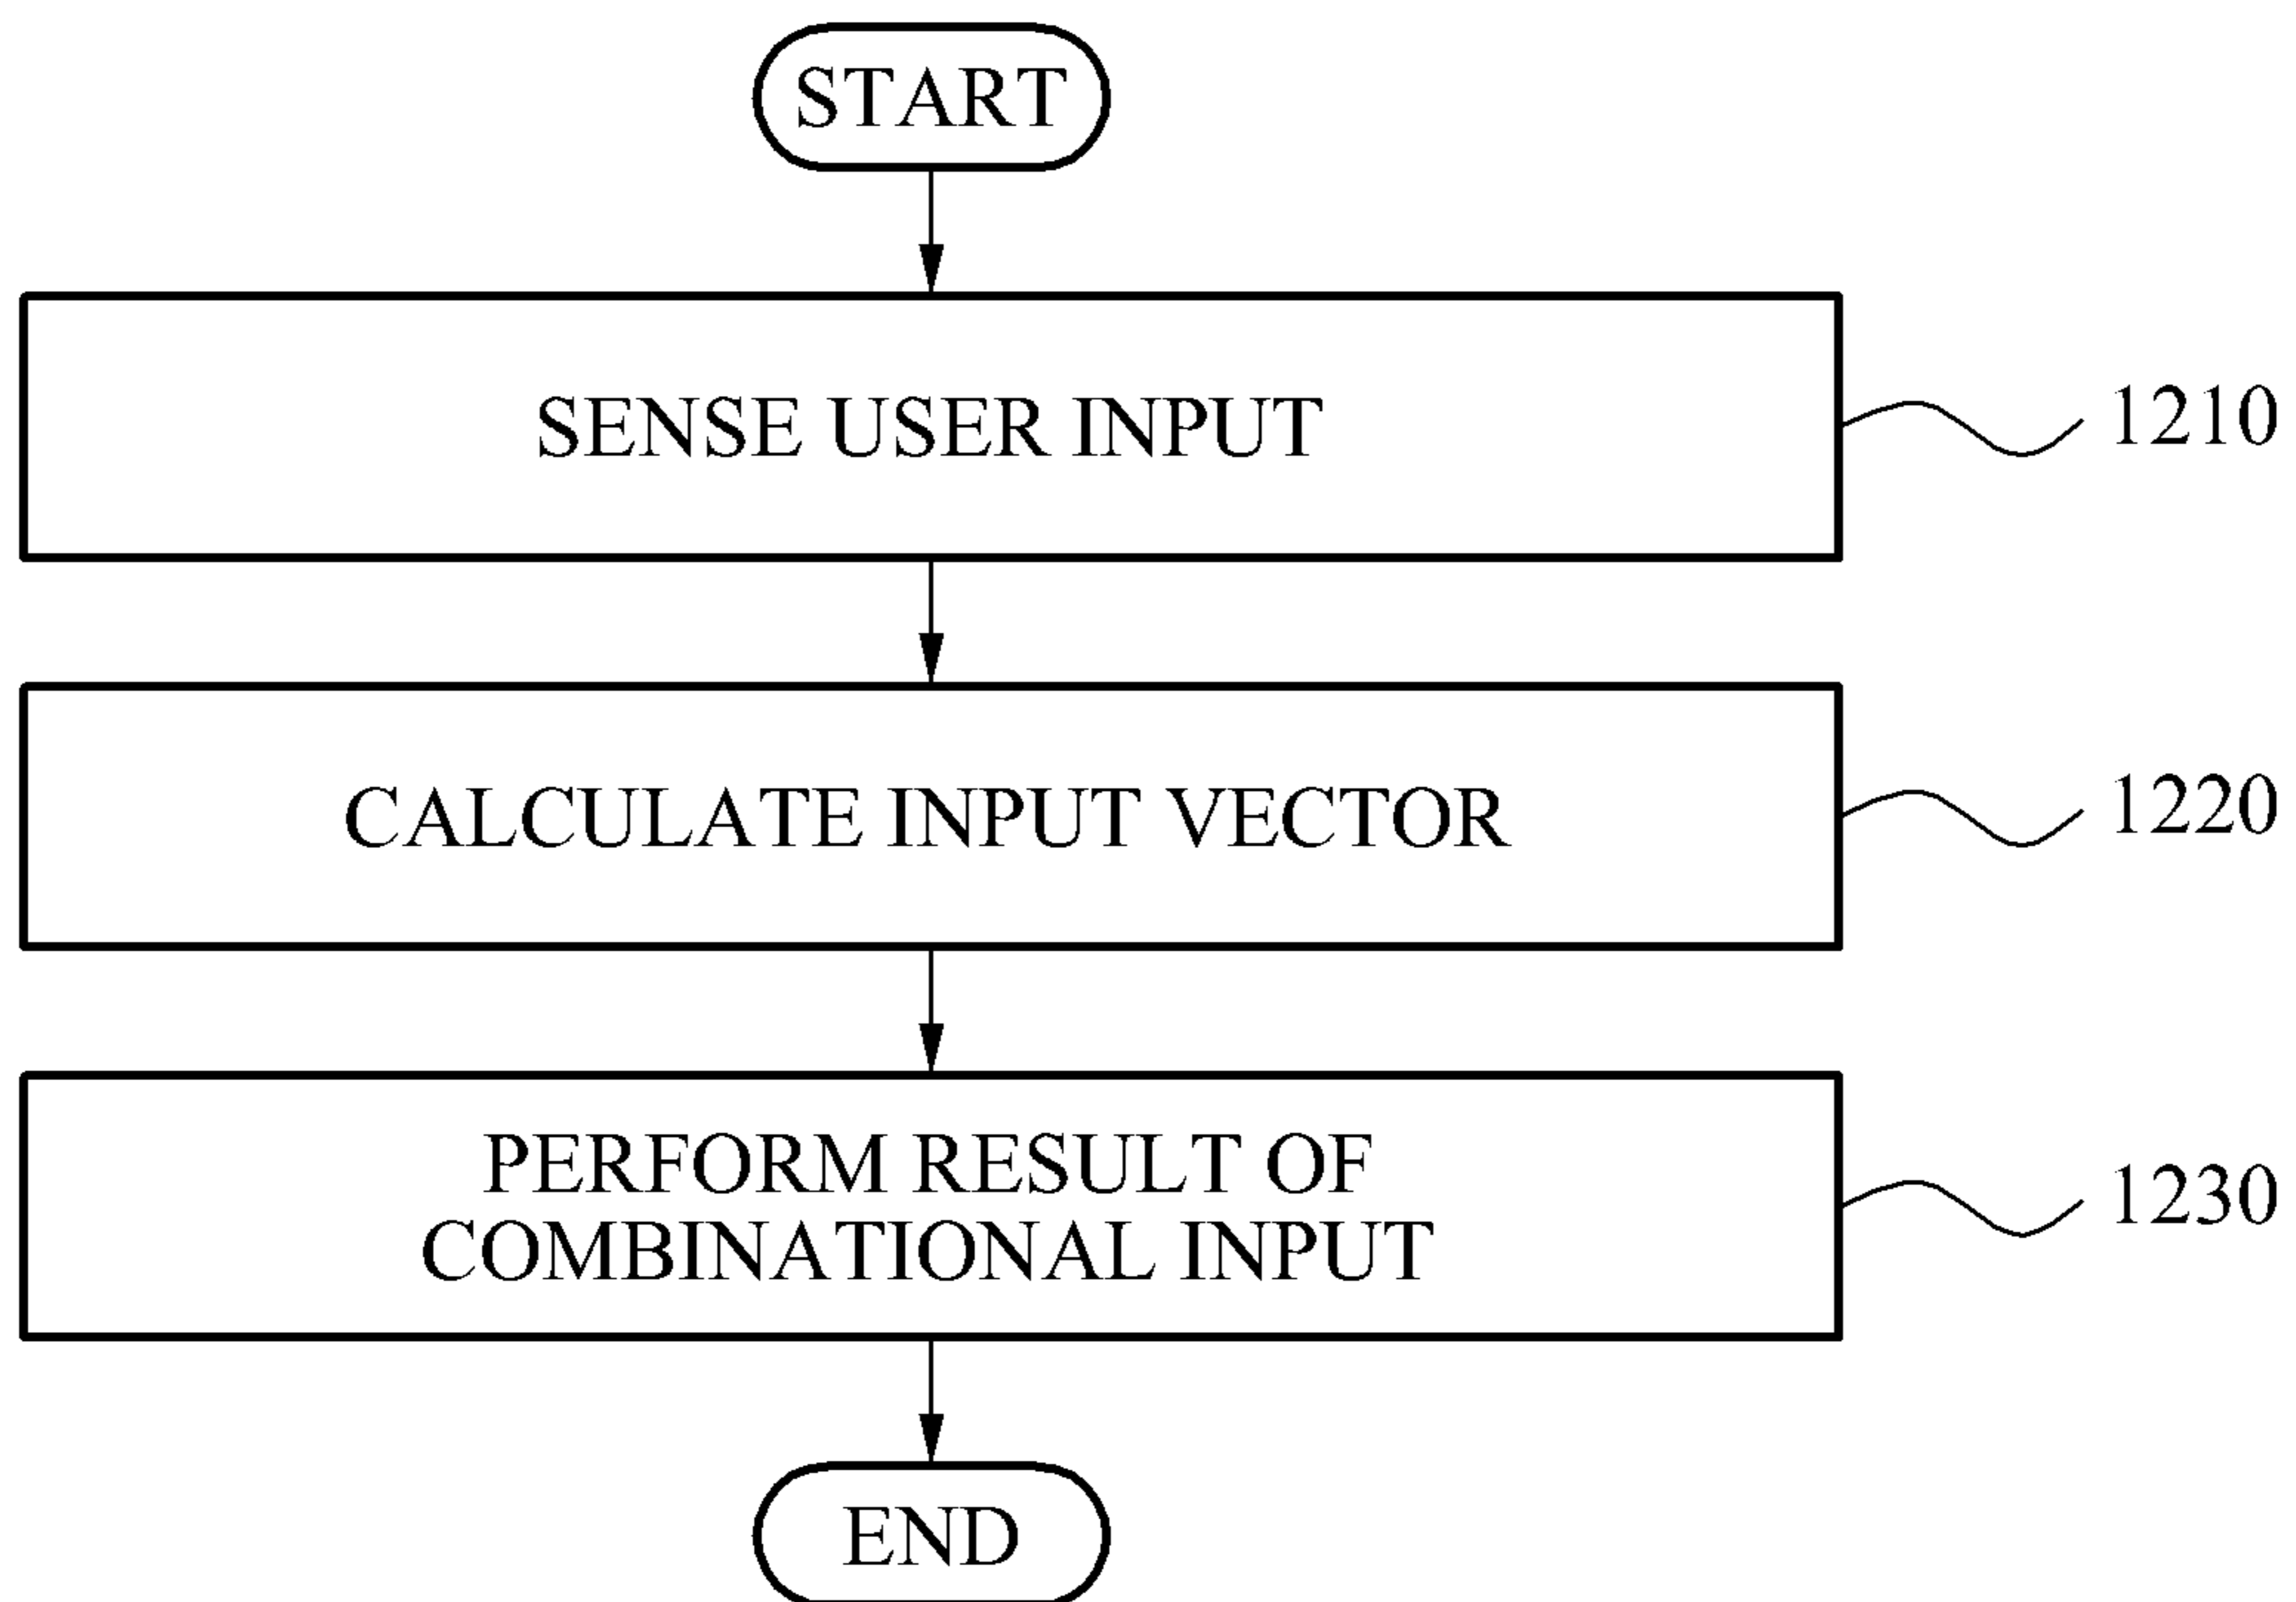 START
SENSE USER INPUT
1210
CALCULATE INPUT VECTOR
1220
PERFORM RESULT OF
COMBINATIONAL INPUT
1230
END